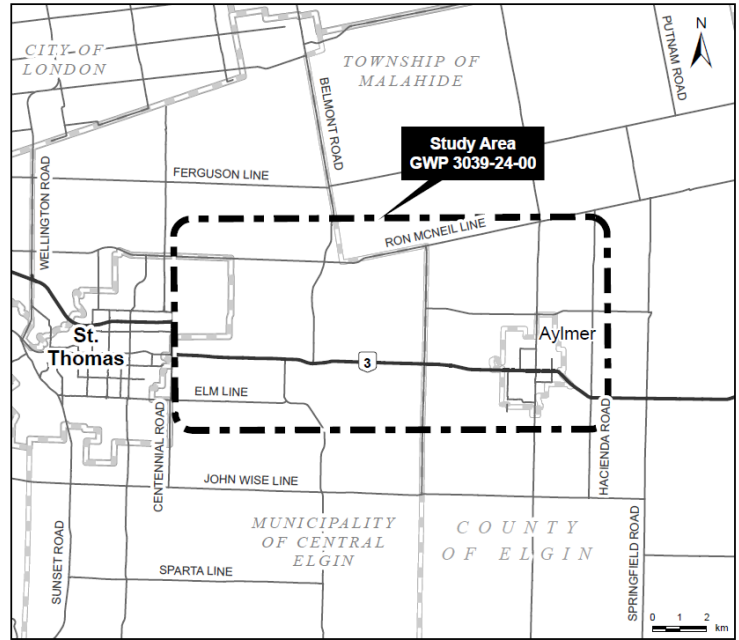 CITY OF
LONDON
TOWNSHIP OF
MALAHIDE
PUTNAM ROAD
N
BELMONT ROAD
WELLINGTON ROAD
Study Area
GWP 3039-24-00
FERGUSON LINE
RON MCNEIL LINE
St.
Thomas
Aylmer
3
ELM LINE
CENTENNIAL ROAD
HACIENDA ROAD
JOHN WISE LINE
MUNICIPALITY
OF CENTRAL
ELGIN
COUNTY
OF ELGIN
SUNSET ROAD
SPARTA LINE
SPRINGFIELD ROAD
0 1 2
km